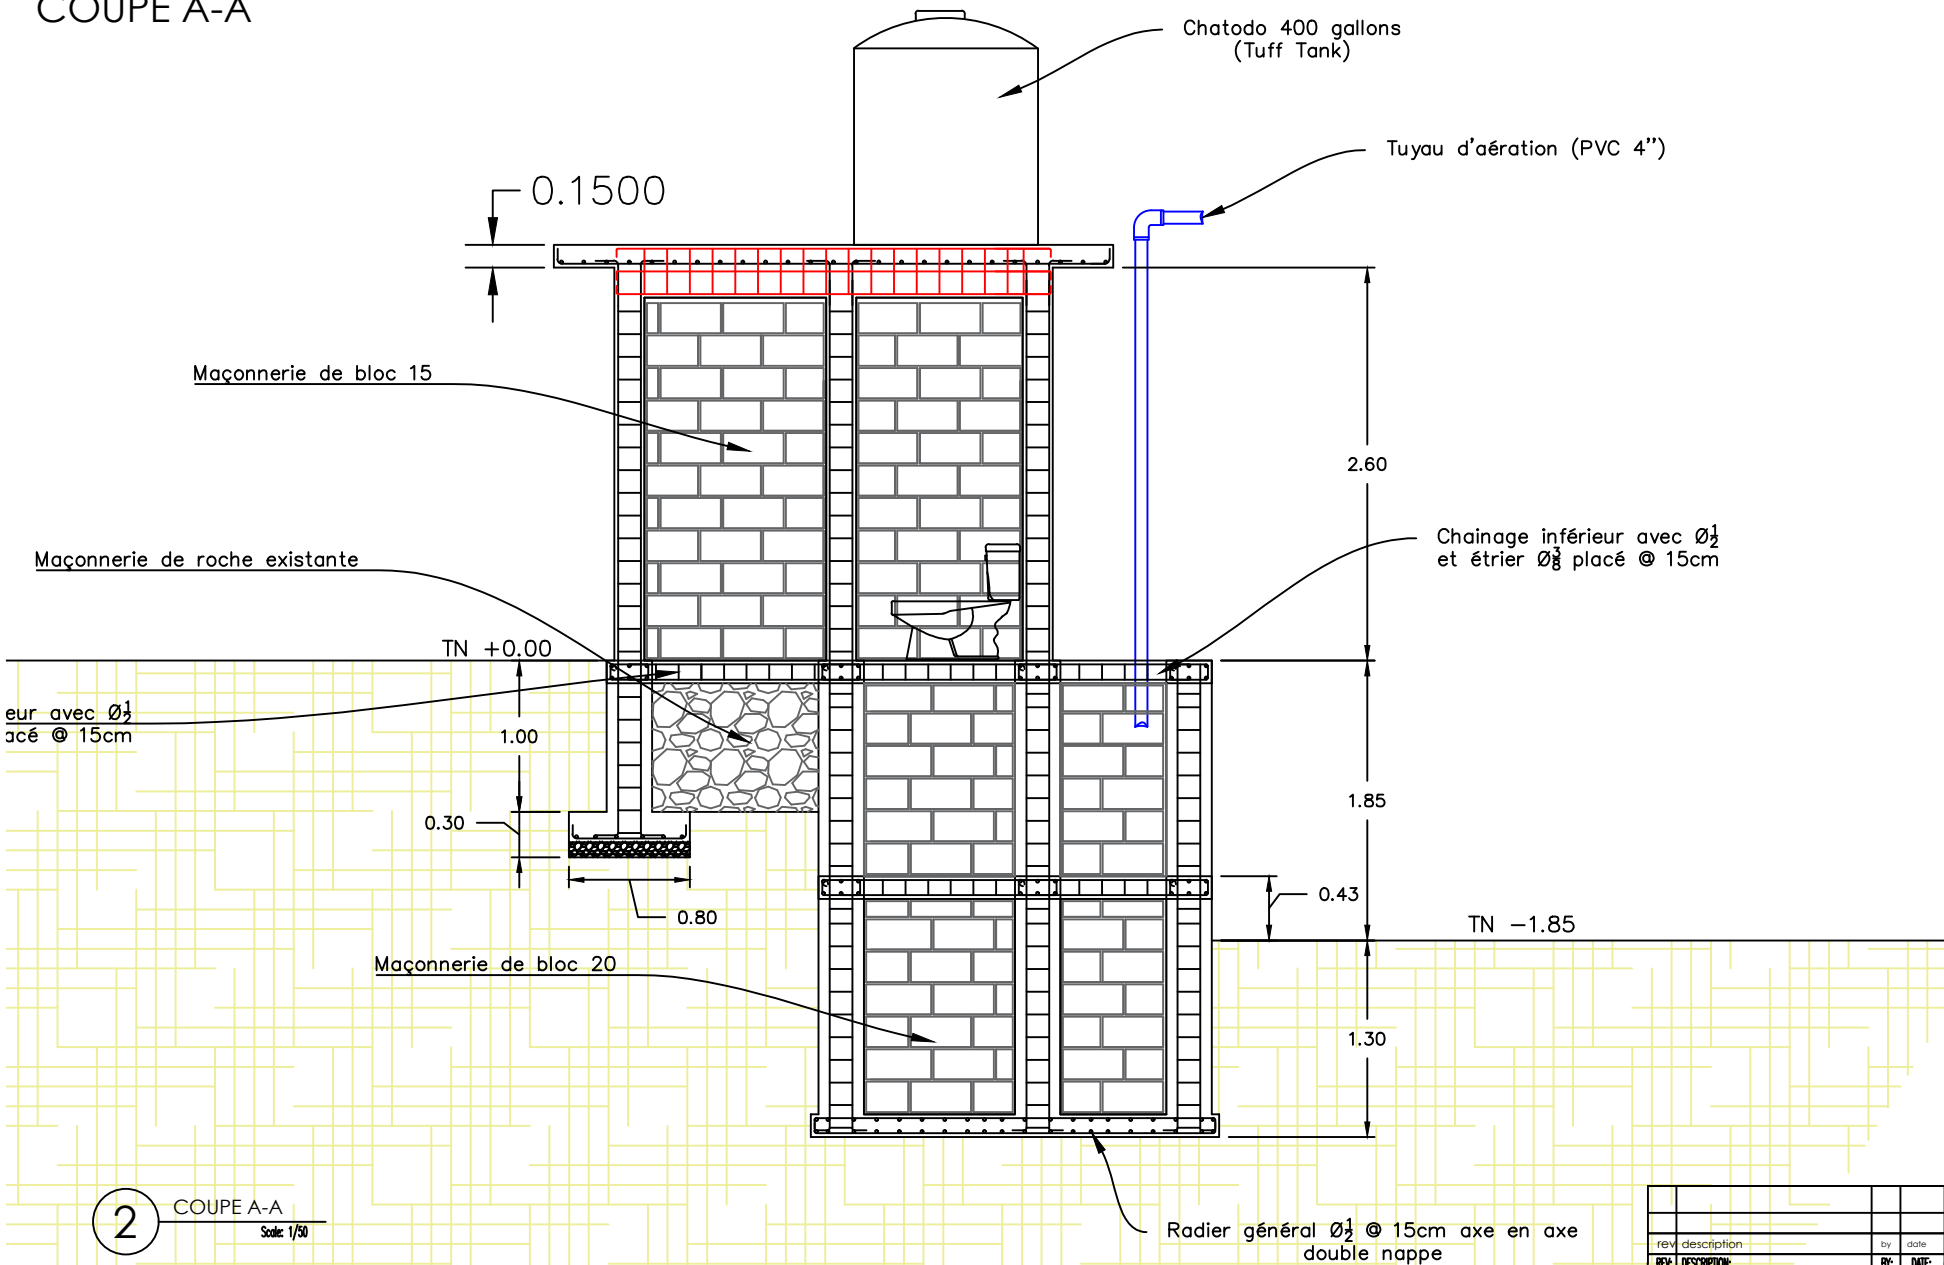 COUPE A-A
Chatodo 400 gallons
(Tuff Tank)
Tuyau d'aération (PVC 4’’)
0.1500
Maçonnerie de bloc 15
2.60
Chainage inférieur avec Ø1/2
et étrier Ø3/8 placé @ 15cm
Maçonnerie de roche existante
TN +0.00
eur avec Ø1/2
acé @ 15cm
1.00
1.85
0.30
0.43
0.80
TN −1.85
Maçonnerie de bloc 20
1.30
2
COUPE A-A
Scale: 1/50
Radier général Ø1/2 @ 15cm axe en axe
double nappe
rev description by date
REV: DESCRIPTION: BY: DATE: